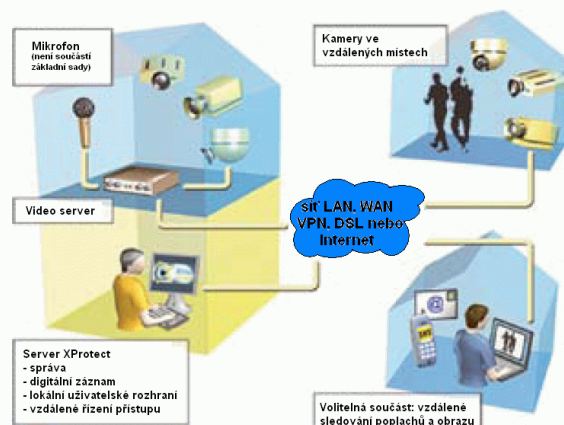 Mikrofon
(není součástí
základní sady)
Kamery ve
vzdálených místech
Video server
síť LAN. WAN
VPN. DSL nebo
Internet
Server XProtect
- správa
- digitální záznam
- lokální uživatelské rozhraní
- vzdálené řízení přístupu
@
SMS
Volitelná součást: vzdálené
sledování poplachů a obrazu